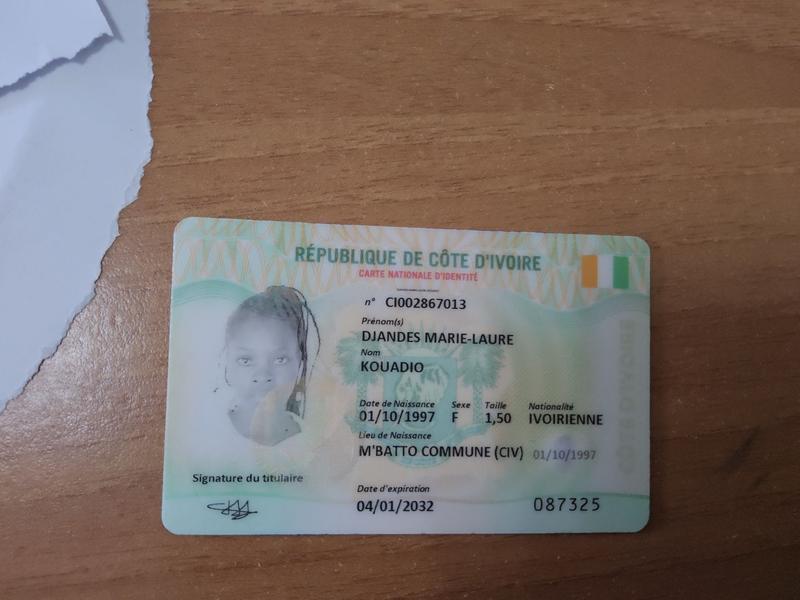 RÉPUBLIQUE DE CÔTE D'IVOIRE
CARTE NATIONALE D'IDENTITÉ
n° CI002867013
Prénom(s)
DJANDES MARIE-LAURE
Nom
KOUADIO
Date de Naissance Sexe Taille Nationalité
01/10/1997 F 1,50 IVOIRIENNE
Lieu de Naissance
M'BATTO COMMUNE (CIV) 01/10/1997
Signature du titulaire
Date d'expiration
04/01/2032 087325